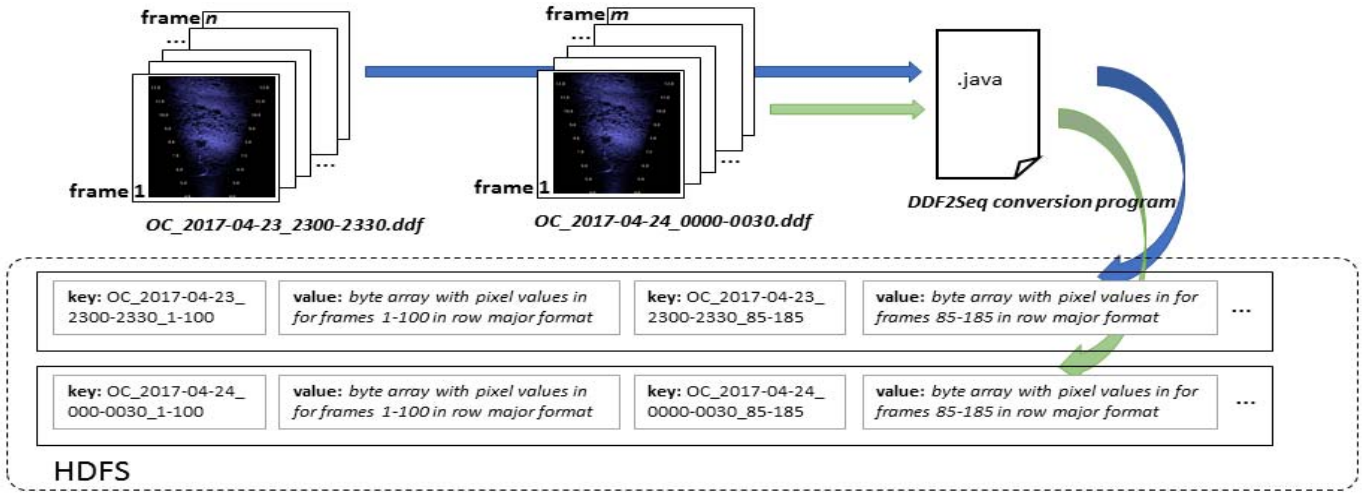 frame n
...
...
frame 1
OC_2017-04-23_2300-2330.ddf
frame m
...
...
frame 1
OC_2017-04-24_0000-0030.ddf
.java
DDF2Seq conversion program
key: OC_2017-04-23_
2300-2330_1-100
value: byte array with pixel values in
for frames 1-100 in row major format
key: OC_2017-04-23_
2300-2330_85-185
value: byte array with pixel values in for
frames 85-185 in row major format
...
key: OC_2017-04-24_
000-0030_1-100
value: byte array with pixel values in
for frames 1-100 in row major format
key: OC_2017-04-24_
0000-0030_85-185
value: byte array with pixel values in for
frames 85-185 in row major format
...
HDFS